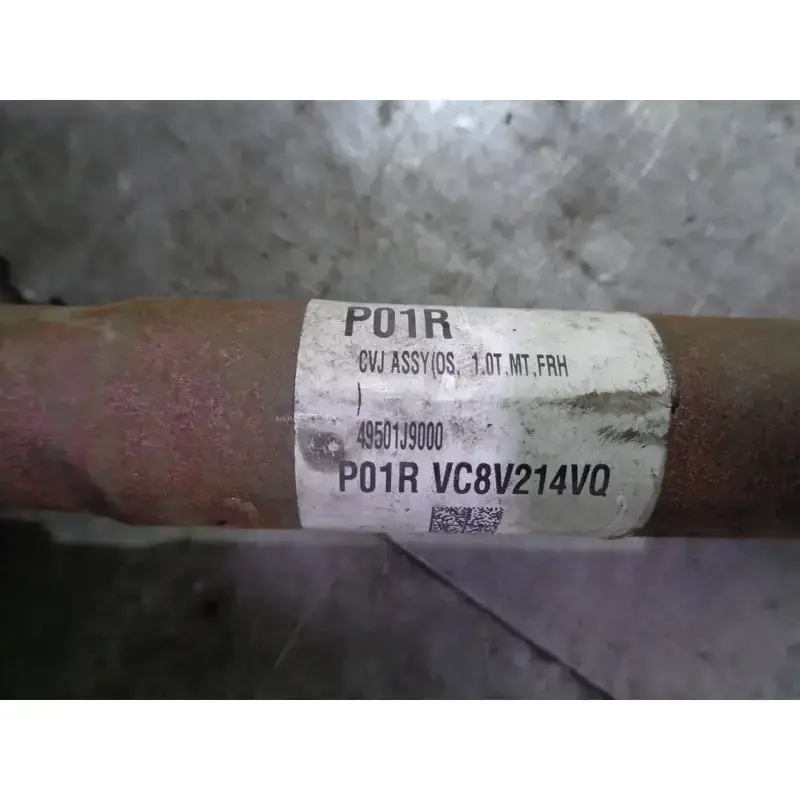 P01R
CVJ ASSY(OS, 1.0T,MT,FRH
)
49501J9000
P01R VC8V214VQ